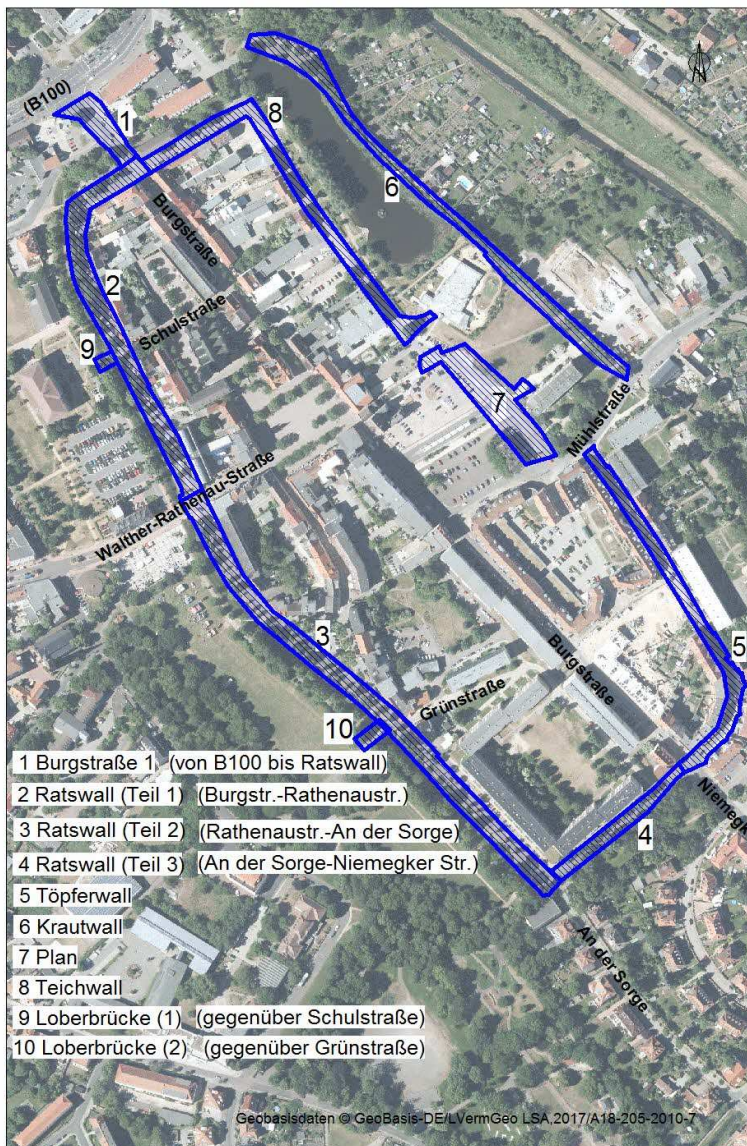 (B100)
1
8
6
Burgstraße
2
Schulstraße
9
7
Mühlstraße
Walther-Rathenau-Straße
3
5
Burgstraße
Grünstraße
10
1 Burgstraße 1 (von B100 bis Ratswall)
2 Ratswall (Teil 1) (Burgstr.-Rathenaustr.)
3 Ratswall (Teil 2) (Rathenaustr.-An der Sorge)
4 Ratswall (Teil 3) (An der Sorge-Niemegker Str.)
Niemegk
4
5 Töpferwall
6 Krautwall
7 Plan
8 Teichwall
An der Sorge
9 Loberbrücke (1) (gegenüber Schulstraße)
10 Loberbrücke (2) (gegenüber Grünstraße)
Geobasisdaten © GeoBasis-DE/LVermGeo LSA,2017/A18-205-2010-7